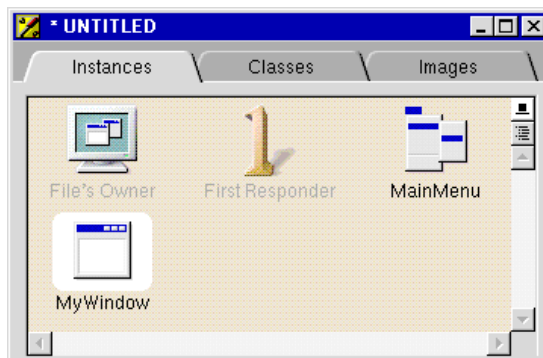 * UNTITLED
Instances Classes Images
File's Owner First Responder MainMenu
MyWindow